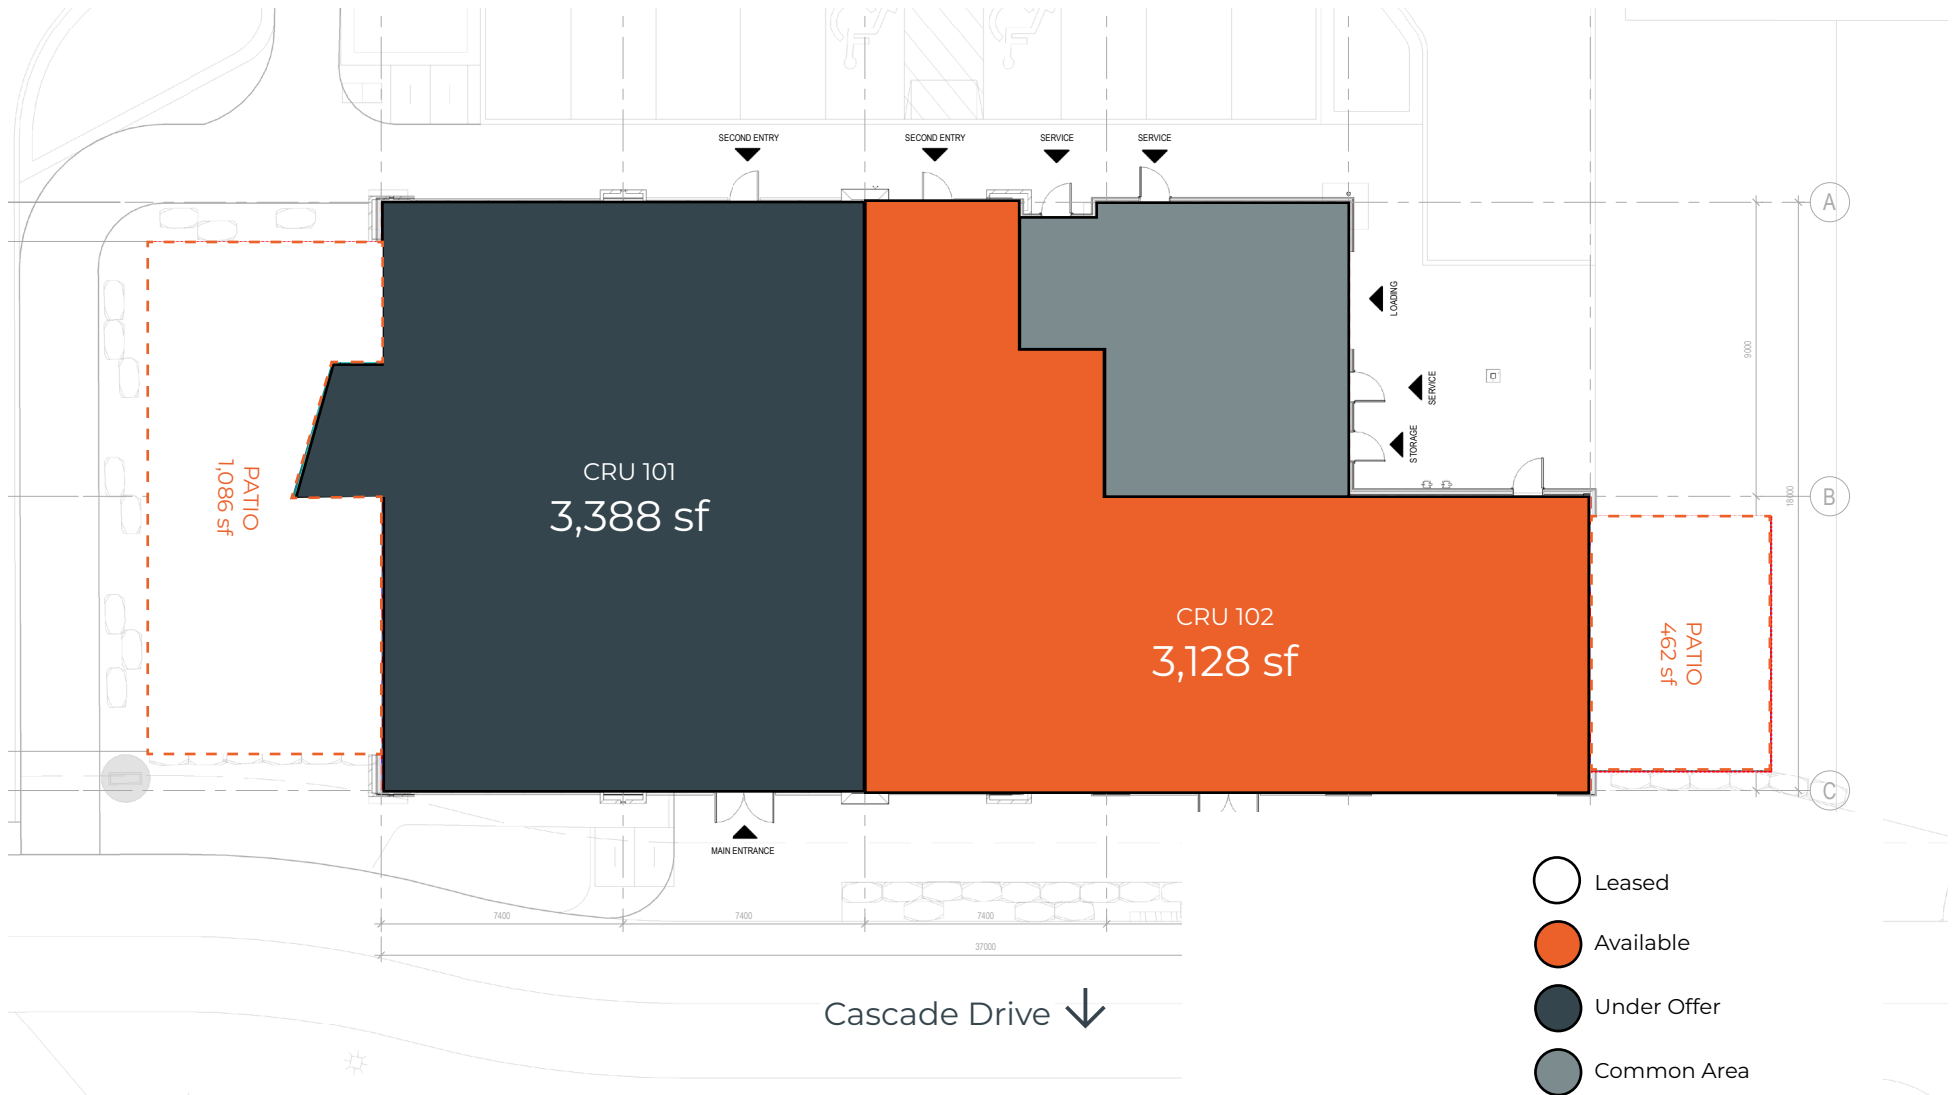 SECOND ENTRY
SECOND ENTRY
SERVICE
SERVICE
A
LOADING
9000
SERVICE
STORAGE
B
18000
PATIO
1,086 sf
CRU 101
3,388 sf
CRU 102
3,128 sf
PATIO
462 sf
C
MAIN ENTRANCE
7400
7400
7400
37000
Leased
Available
Under Offer
Common Area
Cascade Drive